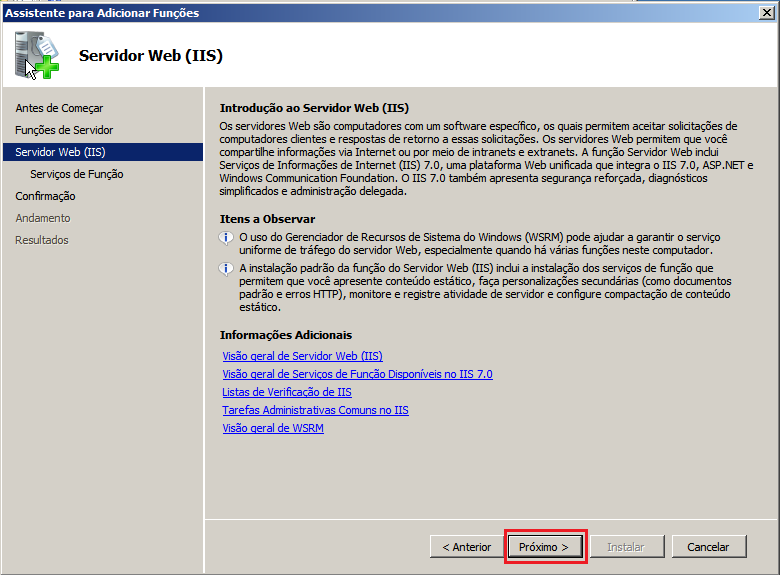 Assistente para Adicionar Funções
Servidor Web (IIS)
Antes de Começar
Funções de Servidor
Servidor Web (IIS)
Serviços de Função
Confirmação
Andamento
Resultados
Introdução ao Servidor Web (IIS)
Os servidores Web são computadores com um software específico, os quais permitem aceitar solicitações de
computadores clientes e respostas de retorno a essas solicitações. Os servidores Web permitem que você
compartilhe informações via Internet ou por meio de intranets e extranets. A função Servidor Web inclui
Serviços de Informações de Internet (IIS) 7.0, uma plataforma Web unificada que integra o IIS 7.0, ASP.NET e
Windows Communication Foundation. O IIS 7.0 também apresenta segurança reforçada, diagnósticos
simplificados e administração delegada.
Itens a Observar
O uso do Gerenciador de Recursos de Sistema do Windows (WSRM) pode ajudar a garantir o serviço
uniforme de tráfego do servidor Web, especialmente quando há várias funções neste computador.
A instalação padrão da função do Servidor Web (IIS) inclui a instalação dos serviços de função que
permitem que você apresente conteúdo estático, faça personalizações secundárias (como documentos
padrão e erros HTTP), monitore e registre atividade de servidor e configure compactação de conteúdo
estático.
Informações Adicionais
Visão geral de Servidor Web (IIS)
Visão geral de Serviços de Função Disponíveis no IIS 7.0
Listas de Verificação de IIS
Tarefas Administrativas Comuns no IIS
Visão geral de WSRM
< Anterior
Próximo >
Instalar
Cancelar